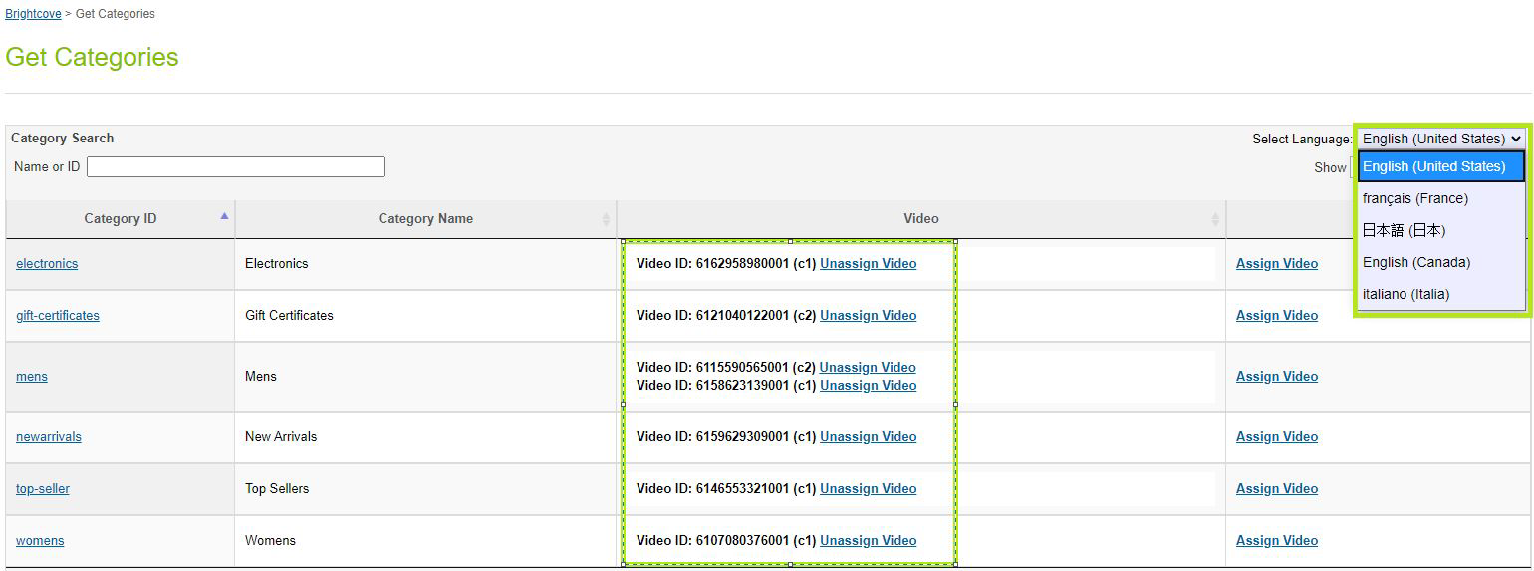 Brightcove > Get Categories
Get Categories
Category Search
Select Language: English (United States)
Name or ID
Show
English (United States)
français (France)
日本語 (日本)
English (Canada)
italiano (Italia)
Category ID
Category Name
Video
electronics
Electronics
Video ID: 6162958980001 (c1) Unassign Video
Assign Video
gift-certificates
Gift Certificates
Video ID: 6121040122001 (c2) Unassign Video
Assign Video
mens
Mens
Video ID: 6115590565001 (c2) Unassign Video
Video ID: 6158623139001 (c1) Unassign Video
Assign Video
newarrivals
New Arrivals
Video ID: 6159629309001 (c1) Unassign Video
Assign Video
top-seller
Top Sellers
Video ID: 6146553321001 (c1) Unassign Video
Assign Video
womens
Womens
Video ID: 6107080376001 (c1) Unassign Video
Assign Video